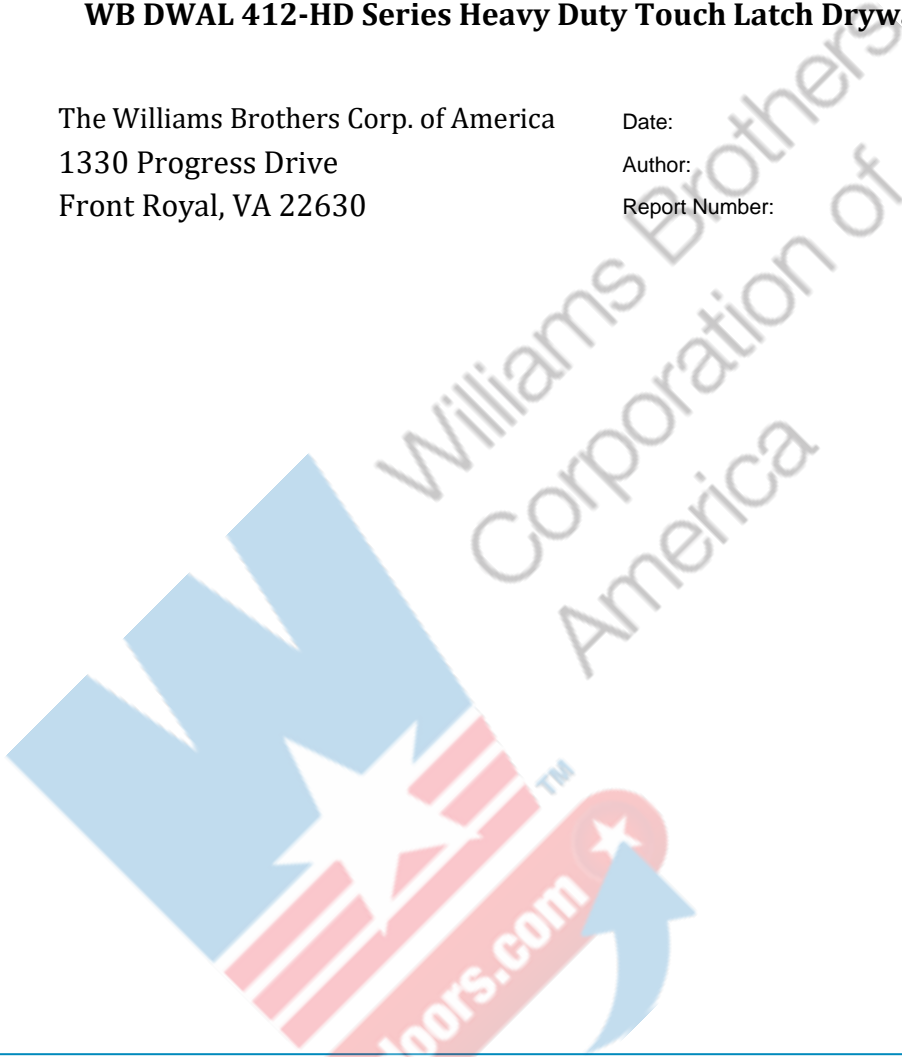 WB DWAL 412-HD Series Heavy Duty Touch Latch
The Williams Brothers Corp. of America
1330 Progress Drive
Front Royal, VA 22630
Date:
Author:
Report Number:
Williams Brothers
Corporation of
America
TM